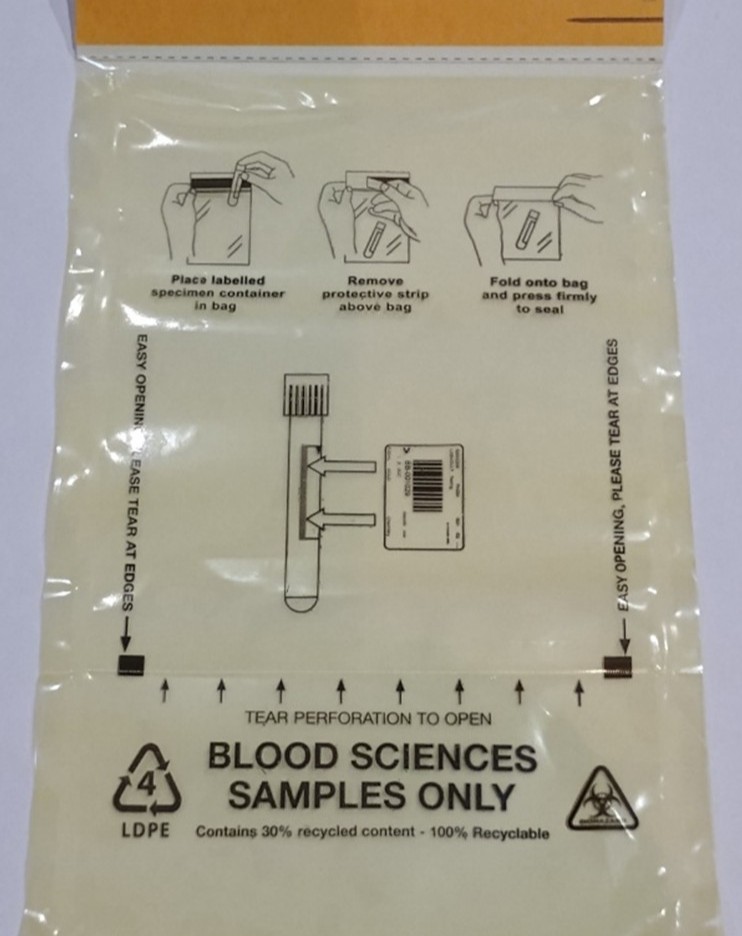 Place labelled
specimen container
in bag
Remove
protective strip
above bag
Fold onto bag
and press firmly
to seal
EASY OPENING, PLEASE TEAR AT EDGES
EASY OPENING, PLEASE TEAR AT EDGES
TEAR PERFORATION TO OPEN
BLOOD SCIENCES
SAMPLES ONLY
4
LDPE
Contains 30% recycled content - 100% Recyclable
BIOHAZARD